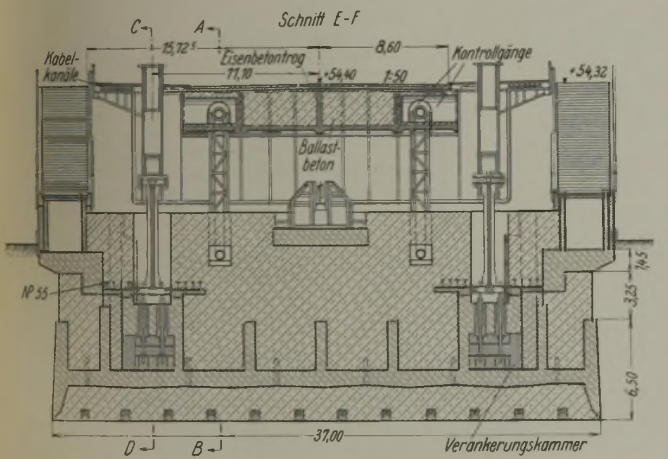 Schnitt E-F
C
A
Kabel-
kanäle
15,72⁵
8,60
Eisenbetontrog
Kontrollgänge
11,10
+54,40
1:50
+54,32
Ballast-
beton
NP 55
1,45
3,25
6,50
37,00
D
B
Verankerungskammer